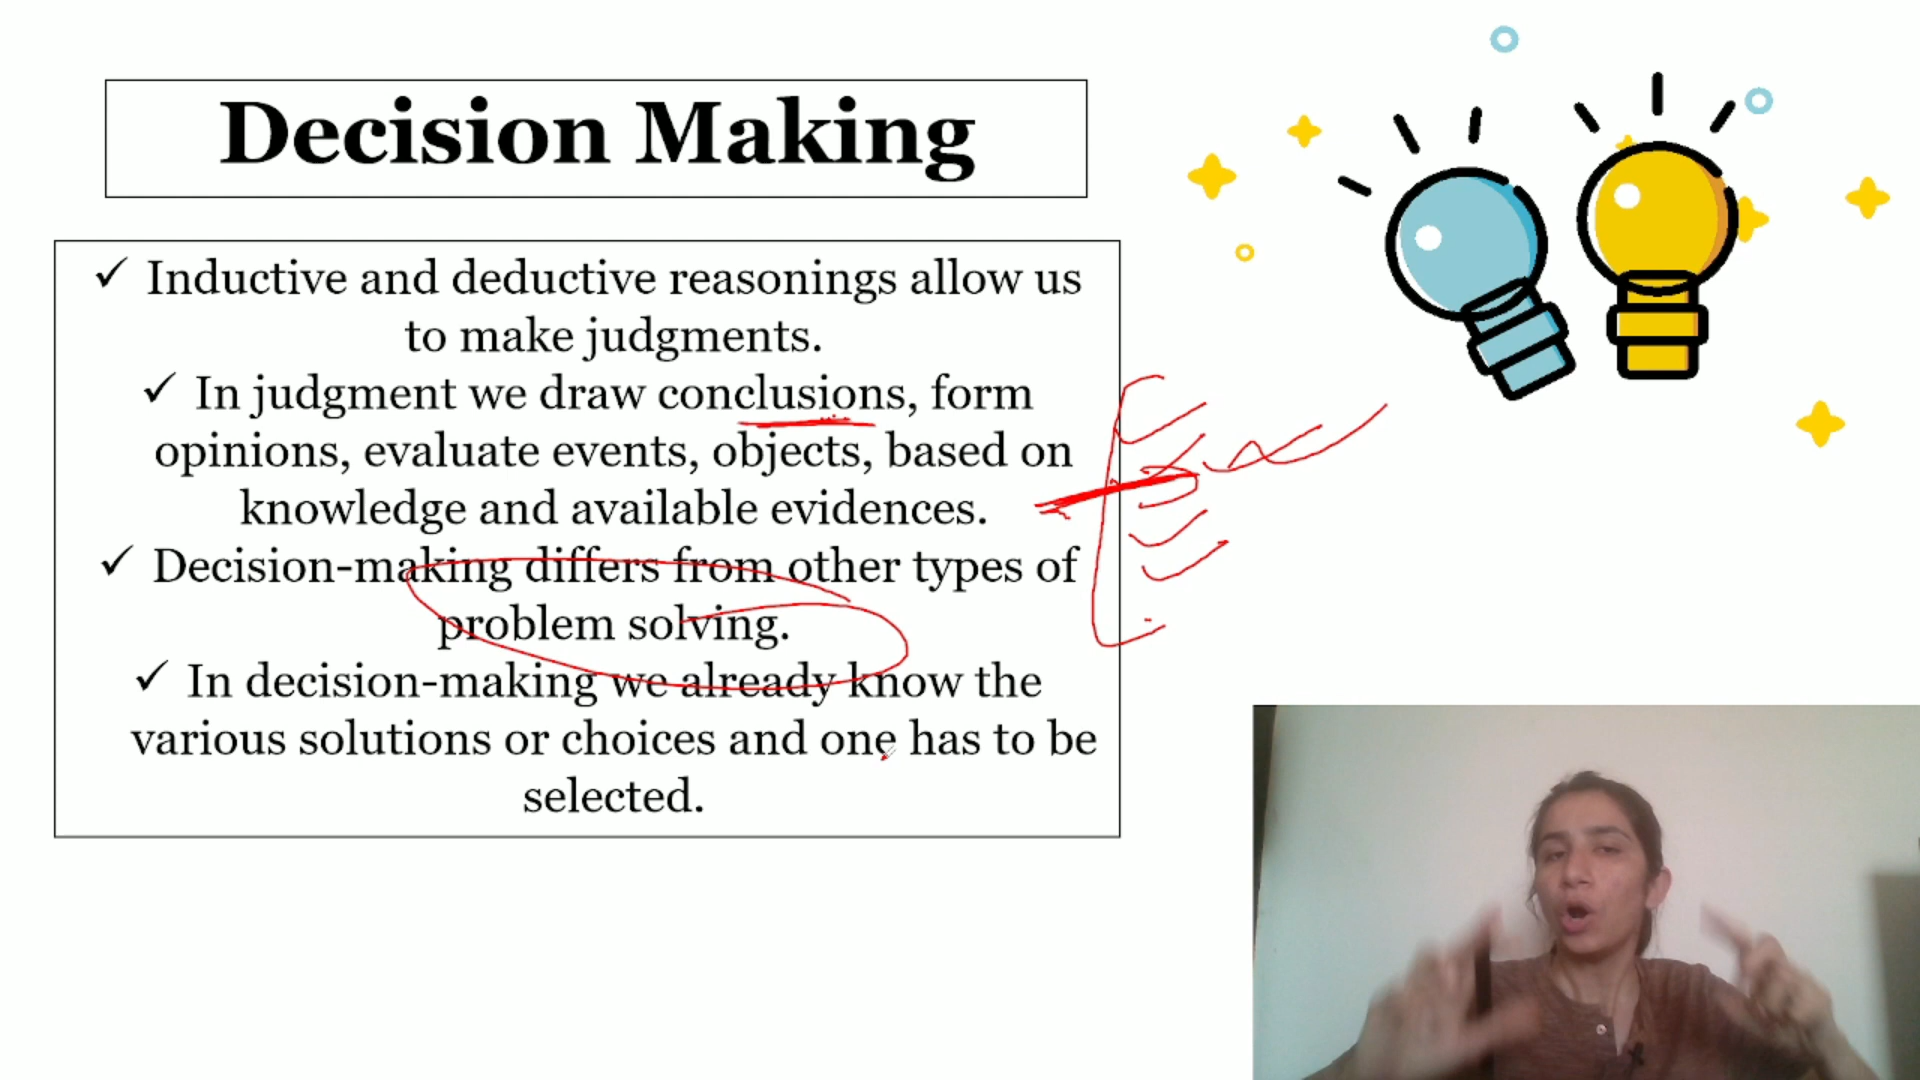 Decision Making
✓ Inductive and deductive reasonings allow us
to make judgments.
✓ In judgment we draw conclusions, form
opinions, evaluate events, objects, based on
knowledge and available evidences.
✓ Decision-making differs from other types of
problem solving.
✓ In decision-making we already know the
various solutions or choices and one has to be
selected.